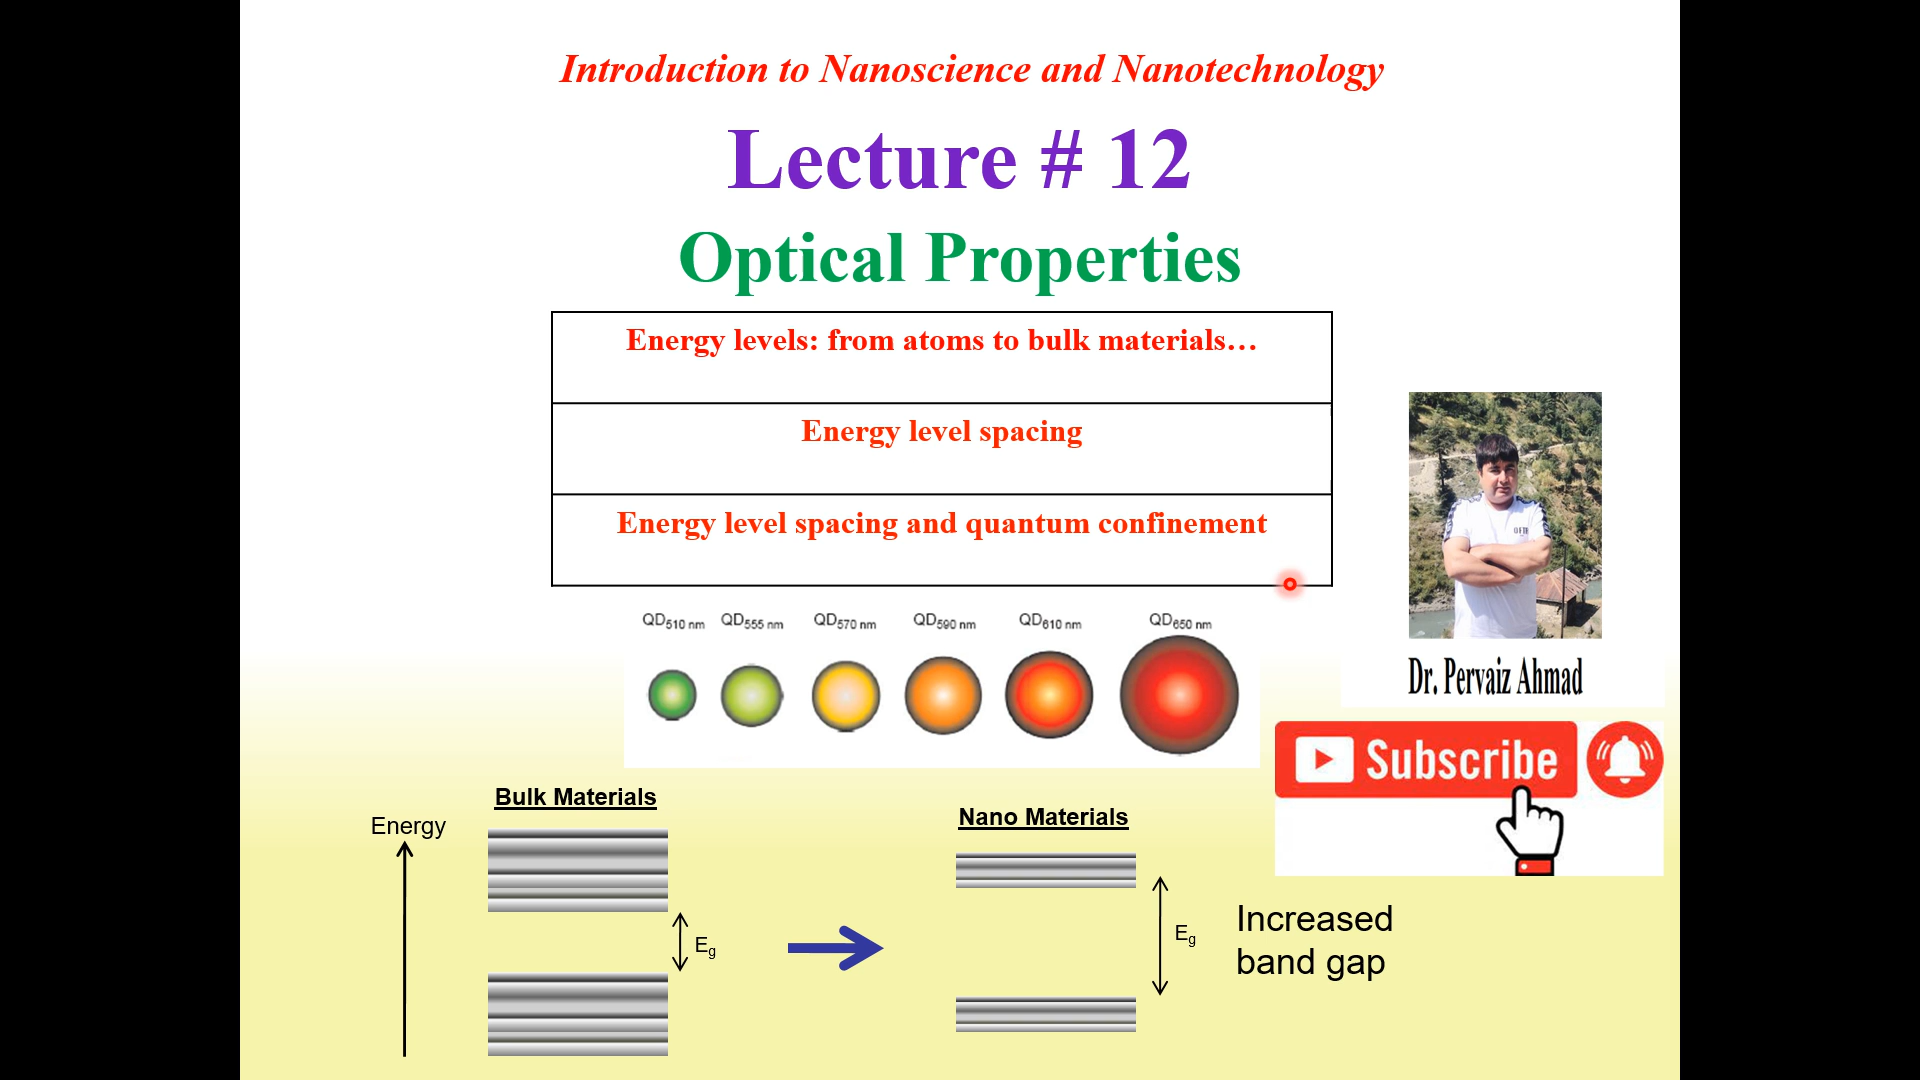 Introduction to Nanoscience and Nanotechnology
Lecture # 12
Optical Properties
Energy levels: from atoms to bulk materials…
Energy level spacing
Energy level spacing and quantum confinement
QD510 nm QD555 nm QD570 nm QD590 nm QD610 nm QD650 nm
Dr. Pervaiz Ahmad
Subscribe
Bulk Materials
Nano Materials
Energy
Eg
Eg
Increased
band gap